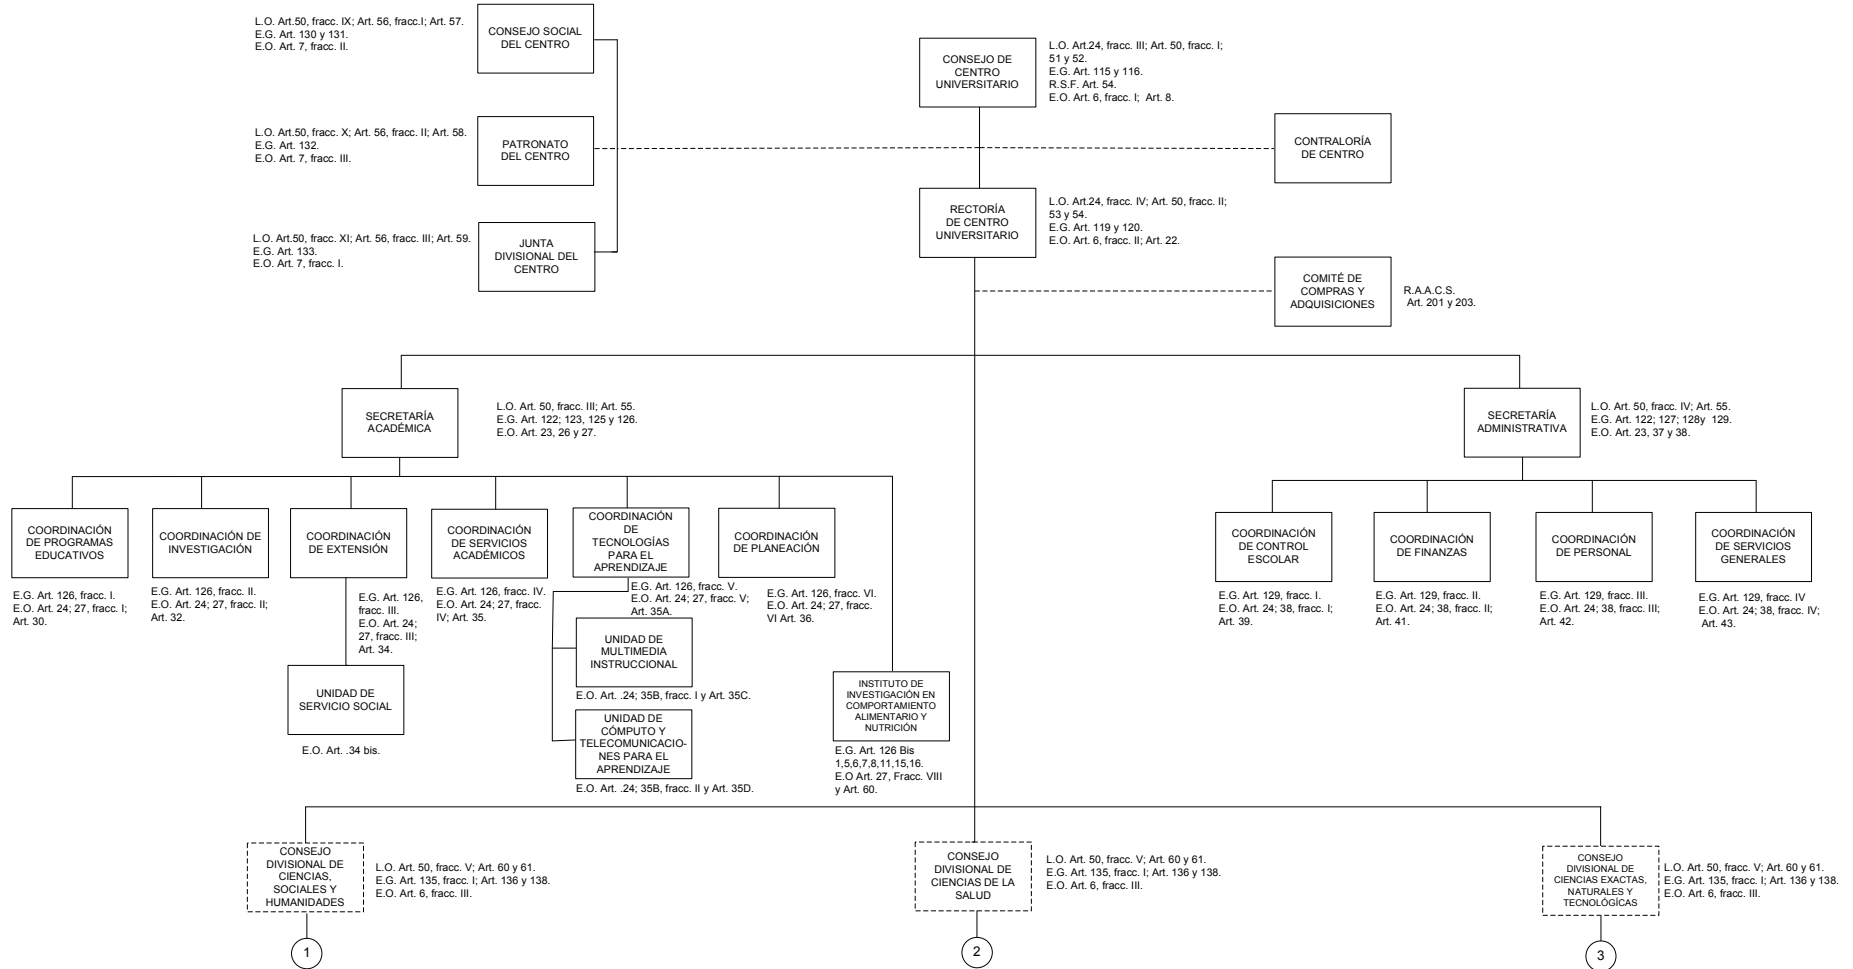 L.O. Art.50, fracc. IX; Art. 56, fracc.I; Art. 57.
E.G. Art. 130 y 131.
E.O. Art. 7, fracc. II.
CONSEJO SOCIAL
DEL CENTRO
CONSEJO DE
CENTRO
UNIVERSITARIO
L.O. Art.24, fracc. III; Art. 50, fracc. I;
51 y 52.
E.G. Art. 115 y 116.
R.S.F. Art. 54.
E.O. Art. 6, fracc. I;  Art. 8.
L.O. Art.50, fracc. X; Art. 56, fracc. II; Art. 58.
E.G. Art. 132.
E.O. Art. 7, fracc. III.
PATRONATO
DEL CENTRO
CONTRALORÍA
DE CENTRO
L.O. Art.50, fracc. XI; Art. 56, fracc. III; Art. 59.
E.G. Art. 133.
E.O. Art. 7, fracc. I.
JUNTA
DIVISIONAL DEL
CENTRO
RECTORÍA
DE CENTRO
UNIVERSITARIO
L.O. Art.24, fracc. IV; Art. 50, fracc. II;
53 y 54.
E.G. Art. 119 y 120.
E.O. Art. 6, fracc. II; Art. 22.
COMITÉ DE
COMPRAS Y
ADQUISICIONES
R.A.A.C.S.
Art. 201 y 203.
SECRETARÍA
ACADÉMICA
L.O. Art. 50, fracc. III; Art. 55.
E.G. Art. 122; 123, 125 y 126.
E.O. Art. 23, 26 y 27.
SECRETARÍA
ADMINISTRATIVA
L.O. Art. 50, fracc. IV; Art. 55.
E.G. Art. 122; 127; 128y  129.
E.O. Art. 23, 37 y 38.
COORDINACIÓN
DE PROGRAMAS
EDUCATIVOS
E.G. Art. 126, fracc. I.
E.O. Art. 24; 27, fracc. I;
Art. 30.
COORDINACIÓN DE
INVESTIGACIÓN
E.G. Art. 126, fracc. II.
E.O. Art. 24; 27, fracc. II;
Art. 32.
COORDINACIÓN
DE EXTENSIÓN
E.G. Art. 126,
fracc. III.
E.O. Art. 24;
27, fracc. III;
Art. 34.
UNIDAD DE
SERVICIO SOCIAL
E.O. Art. .34 bis.
COORDINACIÓN
DE SERVICIOS
ACADÉMICOS
E.G. Art. 126, fracc. IV.
E.O. Art. 24; 27, fracc.
IV; Art. 35.
COORDINACIÓN
DE
TECNOLOGÍAS
PARA EL
APRENDIZAJE
E.G. Art. 126, fracc. V.
E.O. Art. 24; 27, fracc. V;
Art. 35A.
UNIDAD DE
MULTIMEDIA
INSTRUCCIONAL
E.O. Art. .24; 35B, fracc. I y Art. 35C.
UNIDAD DE
CÓMPUTO Y
TELECOMUNICACIO-
NES PARA EL
APRENDIZAJE
E.O. Art. .24; 35B, fracc. II y Art. 35D.
COORDINACIÓN
DE PLANEACIÓN
E.G. Art. 126, fracc. VI.
E.O. Art. 24; 27, fracc.
VI Art. 36.
INSTITUTO DE
INVESTIGACIÓN EN
COMPORTAMIENTO
ALIMENTARIO Y
NUTRICIÓN
E.G. Art. 126 Bis
1,5,6,7,8,11,15,16.
E.O Art. 27, Fracc. VIII
y Art. 60.
COORDINACIÓN
DE CONTROL
ESCOLAR
E.G. Art. 129, fracc. I.
E.O. Art. 24; 38, fracc. I;
Art. 39.
COORDINACIÓN
DE FINANZAS
E.G. Art. 129, fracc. II.
E.O. Art. 24; 38, fracc. II;
Art. 41.
COORDINACIÓN
DE PERSONAL
E.G. Art. 129, fracc. III.
E.O. Art. 24; 38, fracc. III;
Art. 42.
COORDINACIÓN
DE SERVICIOS
GENERALES
E.G. Art. 129, fracc. IV
E.O. Art. 24; 38, fracc. IV;
Art. 43.
CONSEJO
DIVISIONAL DE
CIENCIAS,
SOCIALES Y
HUMANIDADES
L.O. Art. 50, fracc. V; Art. 60 y 61.
E.G. Art. 135, fracc. I; Art. 136 y 138.
E.O. Art. 6, fracc. III.
1
CONSEJO
DIVISIONAL DE
CIENCIAS DE LA
SALUD
L.O. Art. 50, fracc. V; Art. 60 y 61.
E.G. Art. 135, fracc. I; Art. 136 y 138.
E.O. Art. 6, fracc. III.
2
CONSEJO
DIVISIONAL DE
CIENCIAS EXACTAS,
NATURALES Y
TECNOLÓGÍCAS
L.O. Art. 50, fracc. V; Art. 60 y 61.
E.G. Art. 135, fracc. I; Art. 136 y 138.
E.O. Art. 6, fracc. III.
3